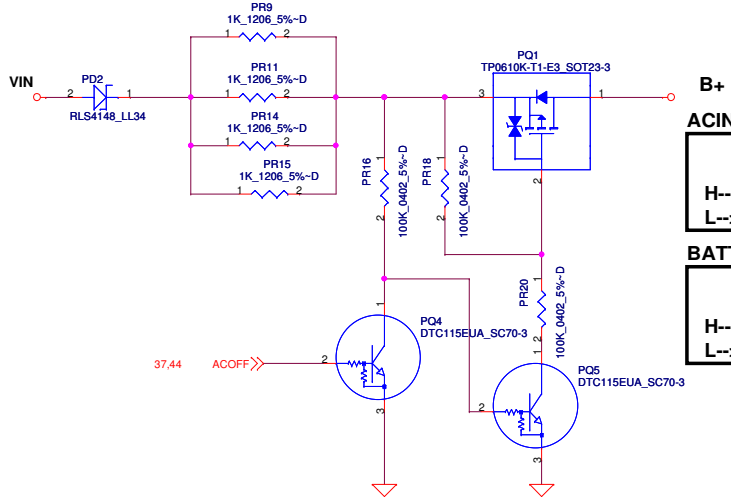 PR9
1K_1206_5%~D
1 2
PR11
1K_1206_5%~D
1 2
PR14
1K_1206_5%~D
1 2
PR15
1K_1206_5%~D
1 2
VIN
2 PD2 1
RLS4148_LL34
PQ1
TP0610K-T1-E3_SOT23-3
3 1
2
B+
ACIN
H--
L--
BATT
H--
L--
PR16
100K_0402_5%~D
1 2
PR18
100K_0402_5%~D
1 2
PR20
100K_0402_5%~D
1 2
PQ4
DTC115EUA_SC70-3
1
2
3
37,44 ACOFF
PQ5
DTC115EUA_SC70-3
1
2
3